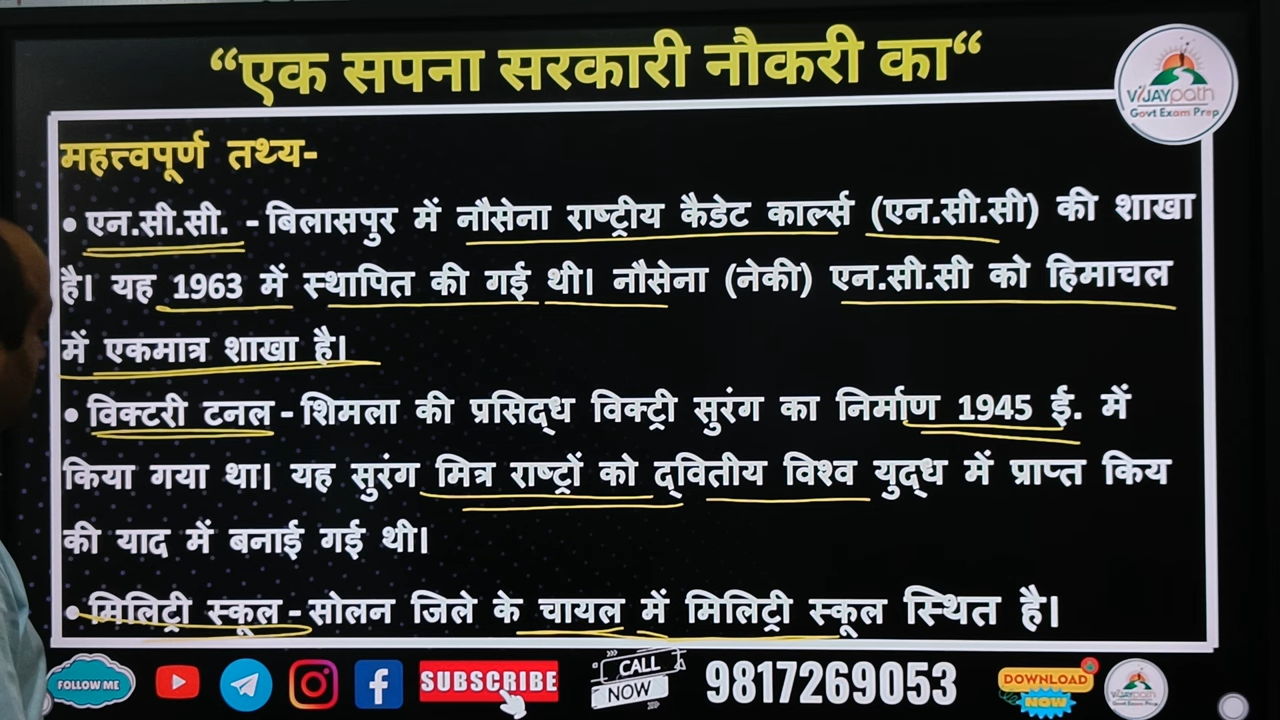 “एक सपना सरकारी नौकरी का“
ViJAYpath
Govt Exam Prep
महत्त्वपूर्ण तथ्य-
• एन.सी.सी. - बिलासपुर में नौसेना राष्ट्रीय कैडेट कार्ल्स (एन.सी.सी) की शाखा
है। यह 1963 में स्थापित की गई थी। नौसेना (नेकी) एन.सी.सी को हिमाचल
में एकमात्र शाखा है।
• विक्टरी टनल - शिमला की प्रसिद्ध विक्ट्री सुरंग का निर्माण 1945 ई. में
किया गया था। यह सुरंग मित्र राष्ट्रों को द्वितीय विश्व युद्ध में प्राप्त किय
की याद में बनाई गई थी।
• मिलिट्री स्कूल - सोलन जिले के चायल में मिलिट्री स्कूल स्थित है।
FOLLOW ME
SUBSCRIBE
CALL
NOW
9817269053
DOWNLOAD
NOW
ViJAYpath